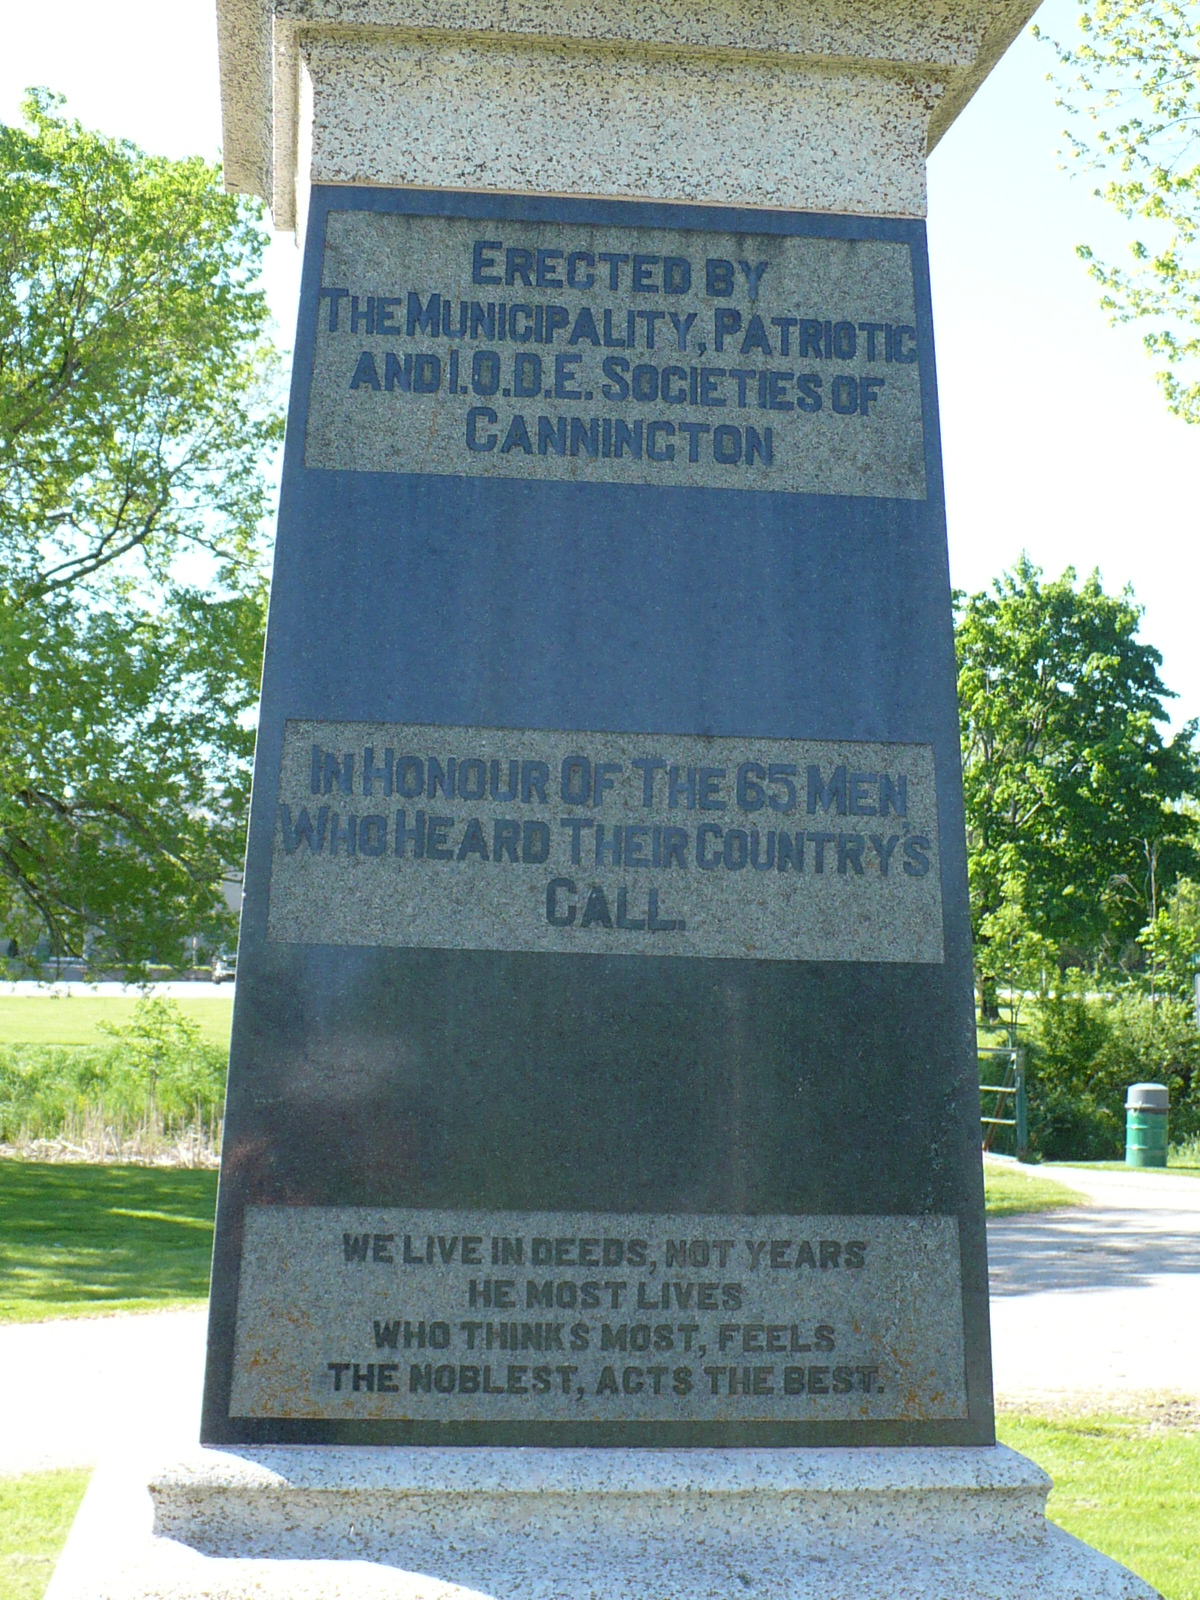 ERECTED BY
THE MUNICIPALITY, PATRIOTIC
AND I.O.D.E. SOCIETIES OF
CANNINGTON
IN HONOUR OF THE 65 MEN
WHO HEARD THEIR COUNTRY'S
CALL.
WE LIVE IN DEEDS, NOT YEARS
HE MOST LIVES
WHO THINKS MOST, FEELS
THE NOBLEST, ACTS THE BEST.